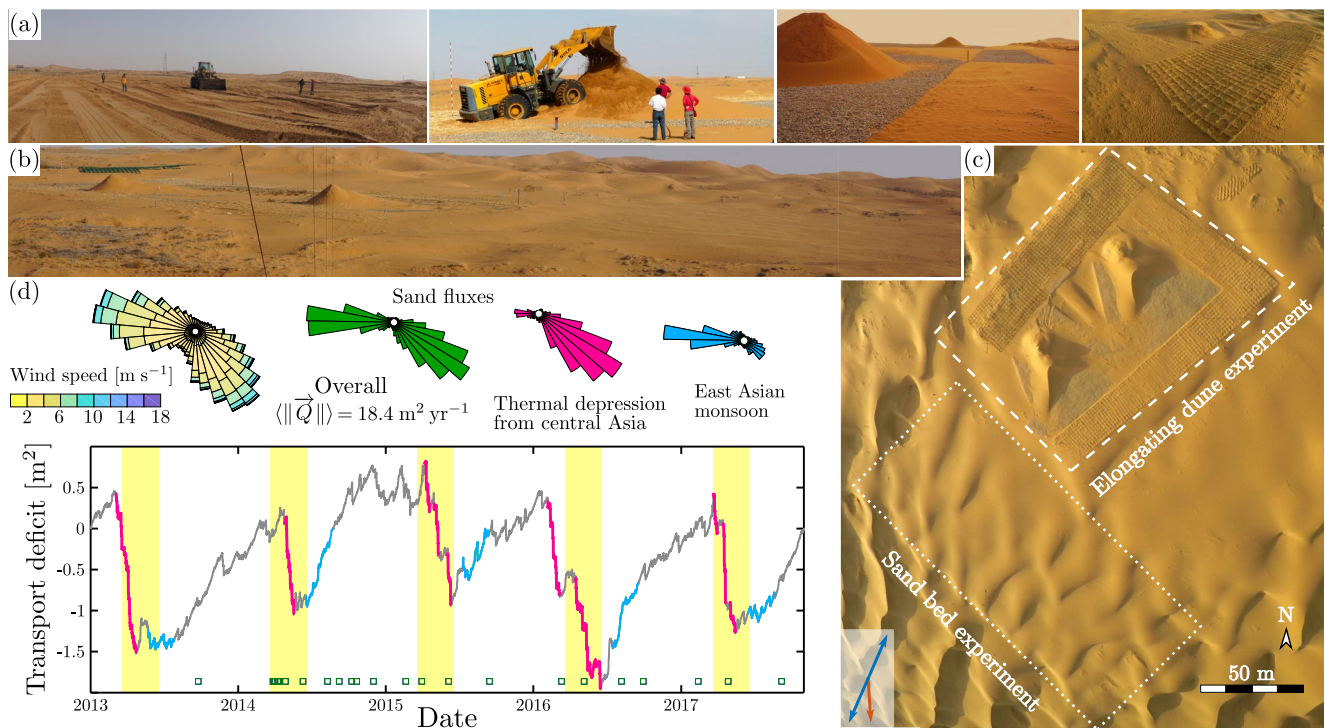 (a)
(b)
(c)
(d)
Sand fluxes
Wind speed [m s⁻¹]
2 6 10 14 18
Overall
⟨‖Q⃗‖⟩ = 18.4 m² yr⁻¹
Thermal depression
from central Asia
East Asian
monsoon
Transport deficit [m²]
0.5
0
-0.5
-1
-1.5
2013 2014 2015 2016 2017
Date
Elongating dune experiment
Sand bed experiment
N
50 m